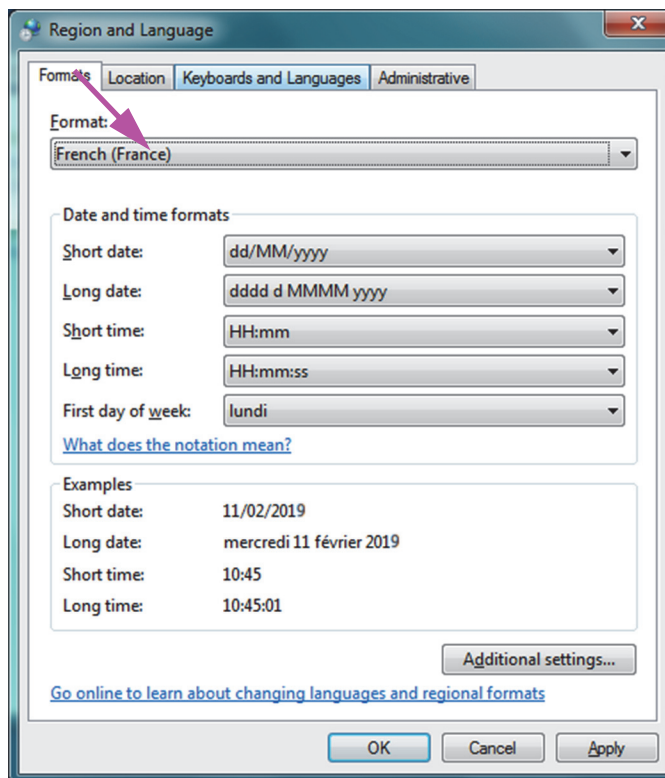 Region and Language
Formats Location Keyboards and Languages Administrative
Format:
French (France)
Date and time formats
Short date: dd/MM/yyyy
Long date: dddd d MMMM yyyy
Short time: HH:mm
Long time: HH:mm:ss
First day of week: lundi
What does the notation mean?
Examples
Short date: 11/02/2019
Long date: mercredi 11 février 2019
Short time: 10:45
Long time: 10:45:01
Additional settings...
Go online to learn about changing languages and regional formats
OK Cancel Apply